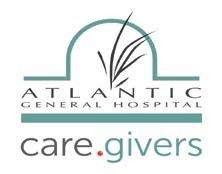 ATLANTIC
GENERAL HOSPITAL
care.givers